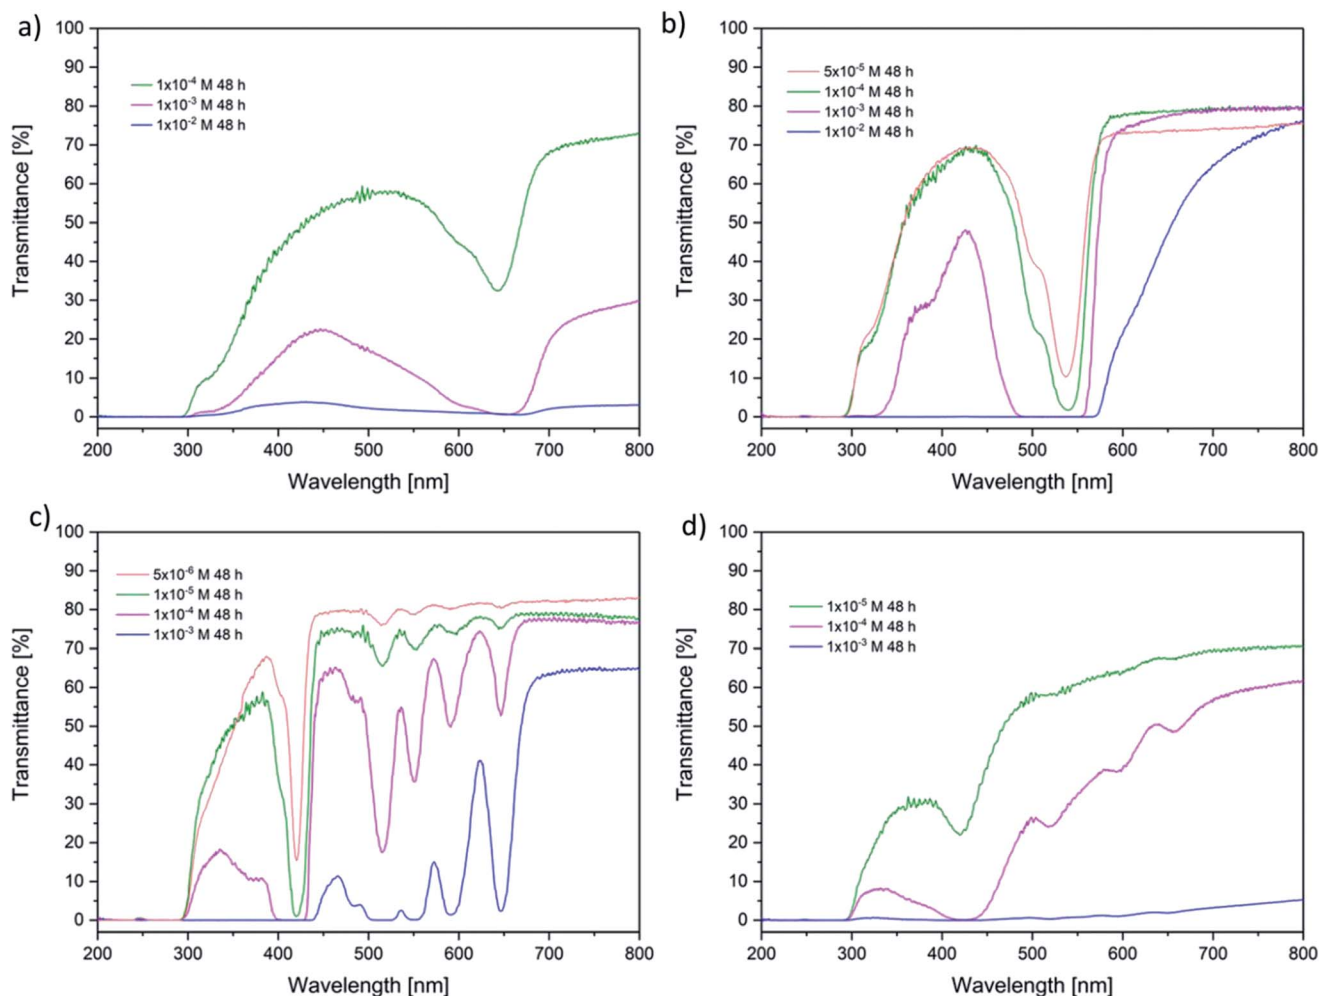 a)
100
90
80
70
60
50
40
30
20
10
0
Transmittance [%]
1x10⁻⁴ M 48 h
1x10⁻³ M 48 h
1x10⁻² M 48 h
200 300 400 500 600 700 800
Wavelength [nm]
b)
100
90
80
70
60
50
40
30
20
10
0
Transmittance [%]
5x10⁻⁵ M 48 h
1x10⁻⁴ M 48 h
1x10⁻³ M 48 h
1x10⁻² M 48 h
200 300 400 500 600 700 800
Wavelength [nm]
c)
100
90
80
70
60
50
40
30
20
10
0
Transmittance [%]
5x10⁻⁶ M 48 h
1x10⁻⁵ M 48 h
1x10⁻⁴ M 48 h
1x10⁻³ M 48 h
200 300 400 500 600 700 800
Wavelength [nm]
d)
100
90
80
70
60
50
40
30
20
10
0
Transmittance [%]
1x10⁻⁵ M 48 h
1x10⁻⁴ M 48 h
1x10⁻³ M 48 h
200 300 400 500 600 700 800
Wavelength [nm]